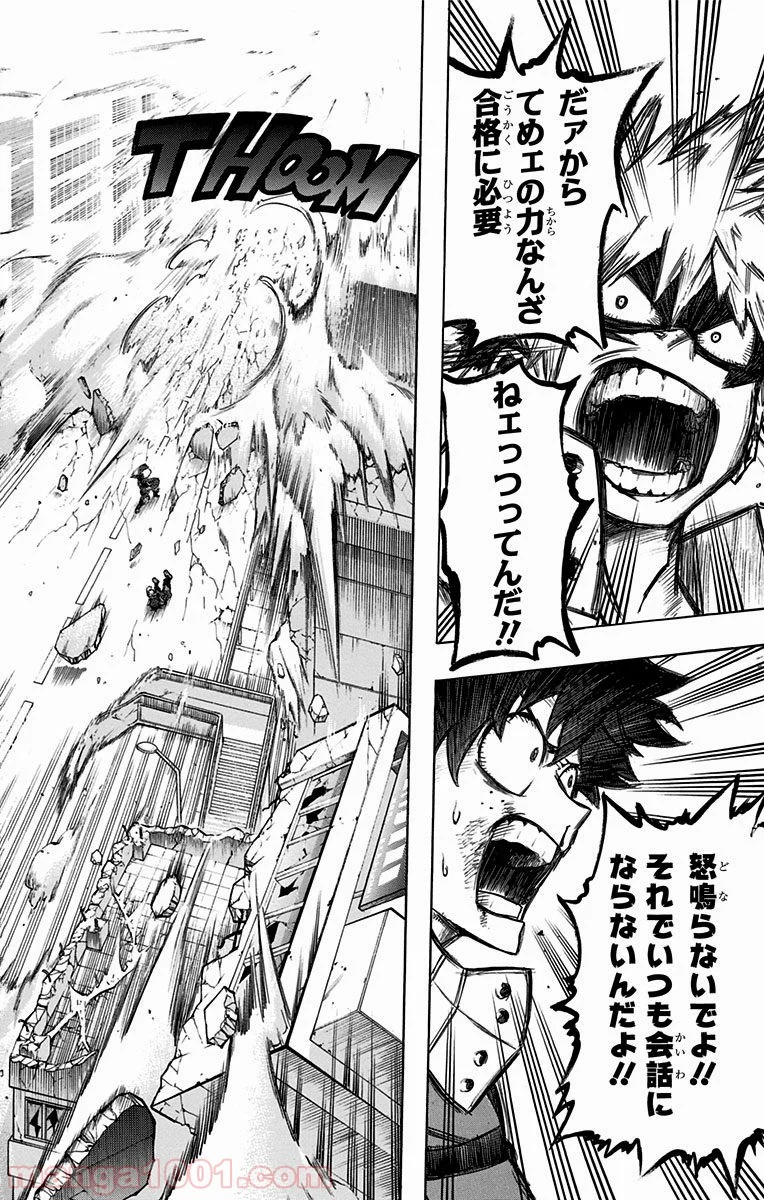 だァから
てめェの力なんざ
合格に必要
ねェっつってんだ!!
怒鳴らないでよ!!
それでいつも会話に
ならないんだよ!!
THOOM
manga1001.com